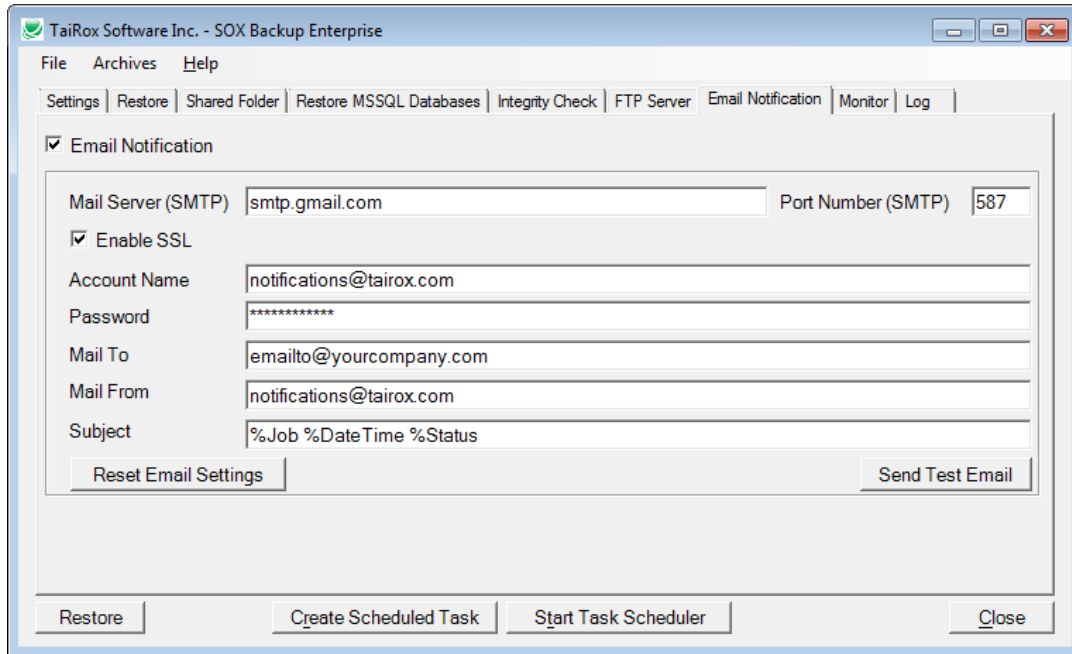 TaiRox Software Inc. - SOX Backup Enterprise
File Archives Help
Settings Restore Shared Folder Restore MSSQL Databases Integrity Check FTP Server Email Notification Monitor Log
Email Notification
Mail Server (SMTP) smtp.gmail.com Port Number (SMTP) 587
Enable SSL
Account Name notifications@tairox.com
Password ************
Mail To emailto@yourcompany.com
Mail From notifications@tairox.com
Subject %Job %DateTime %Status
Reset Email Settings Send Test Email
Restore Create Scheduled Task Start Task Scheduler Close